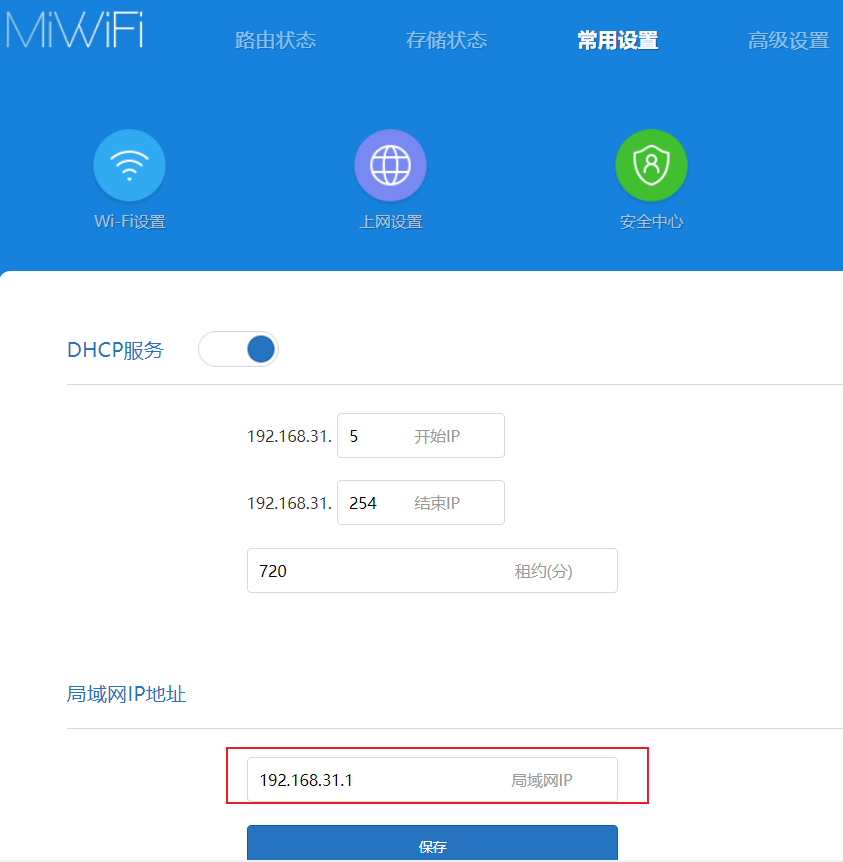 MiWiFi
路由状态 存储状态 常用设置 高级设置
Wi-Fi设置 上网设置 安全中心
DHCP服务
192.168.31. 5 开始IP
192.168.31. 254 结束IP
720 租约(分)
局域网IP地址
192.168.31.1 局域网IP
保存